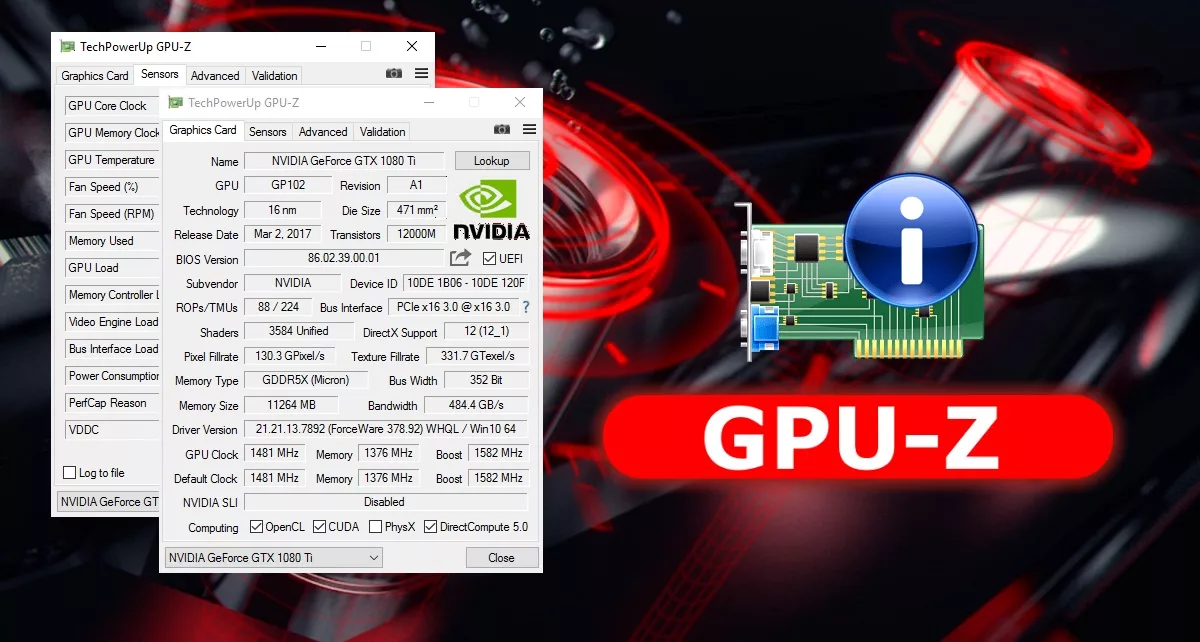 TechPowerUp GPU-Z
Graphics Card Sensors Advanced Validation
GPU Core Clock
GPU Memory Clock
GPU Temperature
Fan Speed (%)
Fan Speed (RPM)
Memory Used
GPU Load
Memory Controller L
Video Engine Load
Bus Interface Load
Power Consumption
PerfCap Reason
VDDC
Log to file
NVIDIA GeForce GT
TechPowerUp GPU-Z
Graphics Card Sensors Advanced Validation
Name NVIDIA GeForce GTX 1080 Ti Lookup
GPU GP102 Revision A1
Technology 16 nm Die Size 471 mm²
Release Date Mar 2, 2017 Transistors 12000M
NVIDIA
BIOS Version 86.02.39.00.01 UEFI
Subvendor NVIDIA Device ID 10DE 1B06 - 10DE 120F
ROPs/TMUs 88 / 224 Bus Interface PCIe x16 3.0 @ x16 3.0 ?
Shaders 3584 Unified DirectX Support 12 (12_1)
Pixel Fillrate 130.3 GPixel/s Texture Fillrate 331.7 GTexel/s
Memory Type GDDR5X (Micron) Bus Width 352 Bit
Memory Size 11264 MB Bandwidth 484.4 GB/s
Driver Version 21.21.13.7892 (ForceWare 378.92) WHQL / Win10 64
GPU Clock 1481 MHz Memory 1376 MHz Boost 1582 MHz
Default Clock 1481 MHz Memory 1376 MHz Boost 1582 MHz
NVIDIA SLI Disabled
Computing OpenCL CUDA PhysX DirectCompute 5.0
NVIDIA GeForce GTX 1080 Ti Close
i
GPU-Z